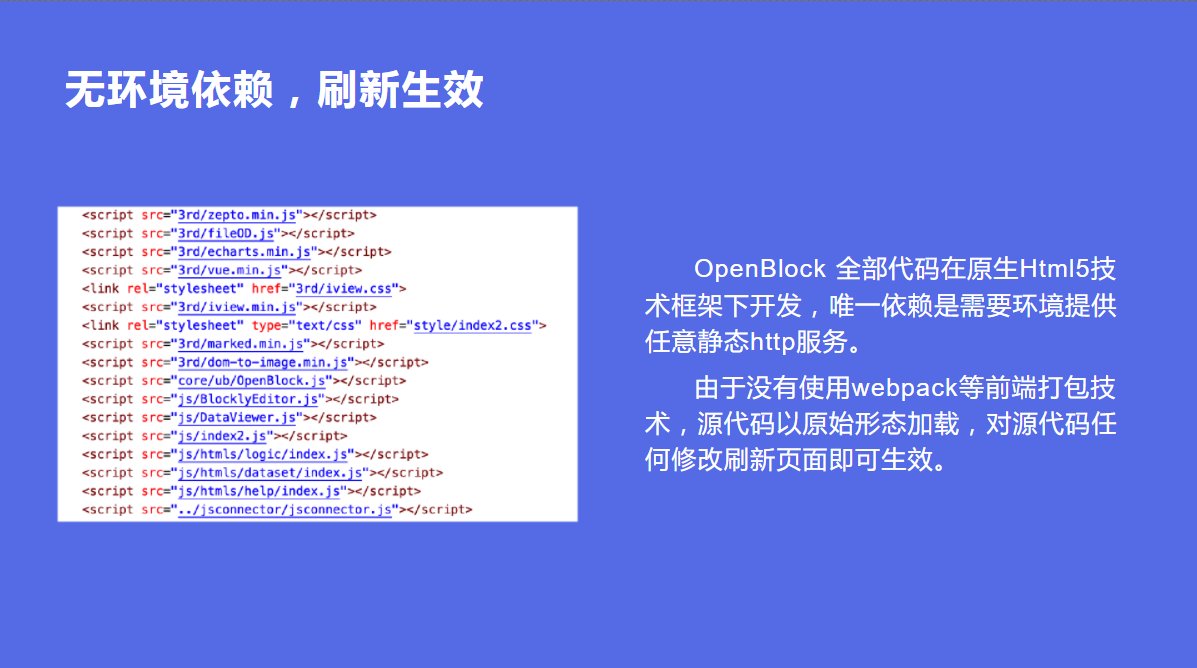 无环境依赖，刷新生效
<script src="3rd/zepto.min.js"></script>
<script src="3rd/fileOD.js"></script>
<script src="3rd/echarts.min.js"></script>
<script src="3rd/vue.min.js"></script>
<link rel="stylesheet" href="3rd/iview.css">
<script src="3rd/iview.min.js"></script>
<link rel="stylesheet" type="text/css" href="style/index2.css">
<script src="3rd/marked.min.js"></script>
<script src="3rd/dom-to-image.min.js"></script>
<script src="core/ub/OpenBlock.js"></script>
<script src="js/BlocklyEditor.js"></script>
<script src="js/DataViewer.js"></script>
<script src="js/index2.js"></script>
<script src="js/htmls/logic/index.js"></script>
<script src="js/htmls/dataset/index.js"></script>
<script src="js/htmls/help/index.js"></script>
<script src="../jsconnector/jsconnector.js"></script>
OpenBlock 全部代码在原生Html5技
术框架下开发，唯一依赖是需要环境提供
任意静态http服务。
由于没有使用webpack等前端打包技
术，源代码以原始形态加载，对源代码任
何修改刷新页面即可生效。